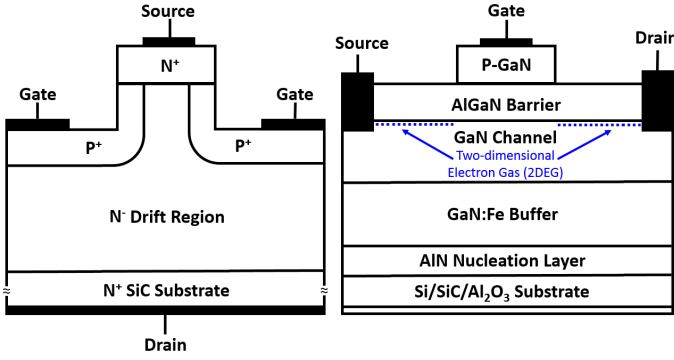 Source
N⁺
Gate
Gate
P⁺
P⁺
N⁻ Drift Region
N⁺ SiC Substrate
Drain
Gate
Source
Drain
P-GaN
AlGaN Barrier
GaN Channel
Two-dimensional
Electron Gas (2DEG)
GaN:Fe Buffer
AlN Nucleation Layer
Si/SiC/Al₂O₃ Substrate